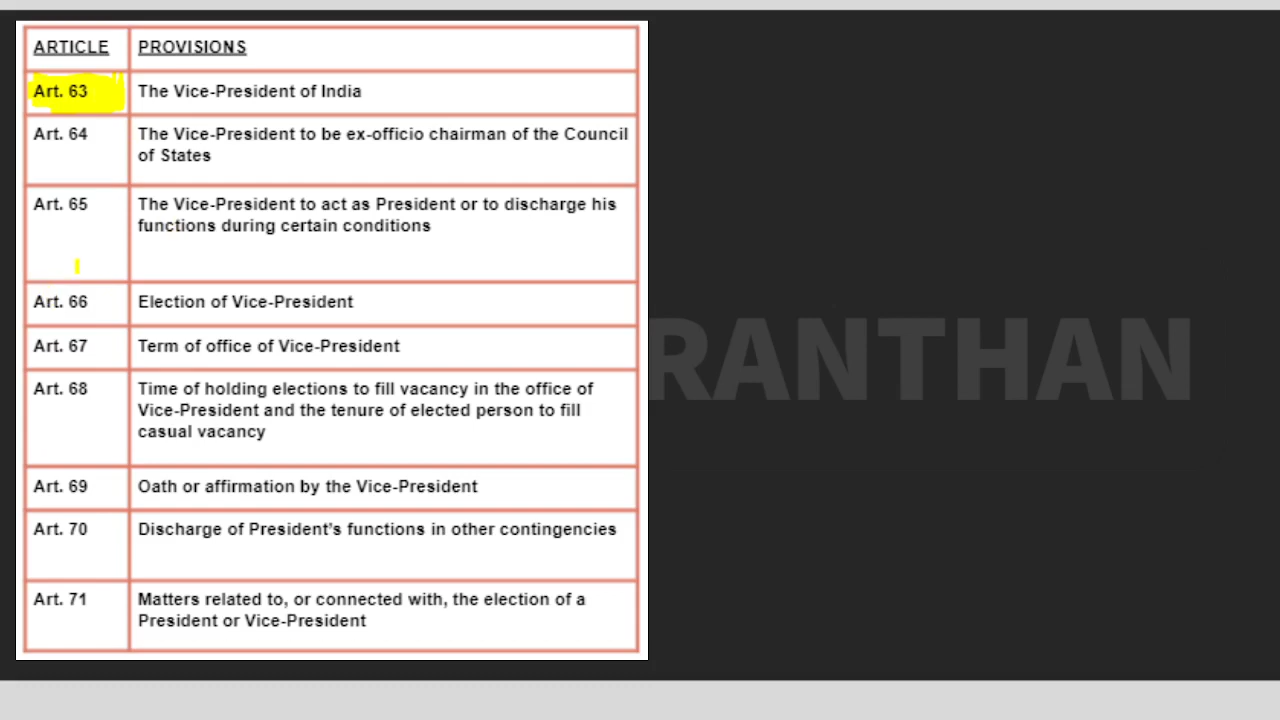 ARTICLE PROVISIONS
Art. 63 The Vice-President of India
Art. 64 The Vice-President to be ex-officio chairman of the Council
of States
Art. 65 The Vice-President to act as President or to discharge his
functions during certain conditions
Art. 66 Election of Vice-President
Art. 67 Term of office of Vice-President
Art. 68 Time of holding elections to fill vacancy in the office of
Vice-President and the tenure of elected person to fill
casual vacancy
Art. 69 Oath or affirmation by the Vice-President
Art. 70 Discharge of President's functions in other contingencies
Art. 71 Matters related to, or connected with, the election of a
President or Vice-President
RANTHAN